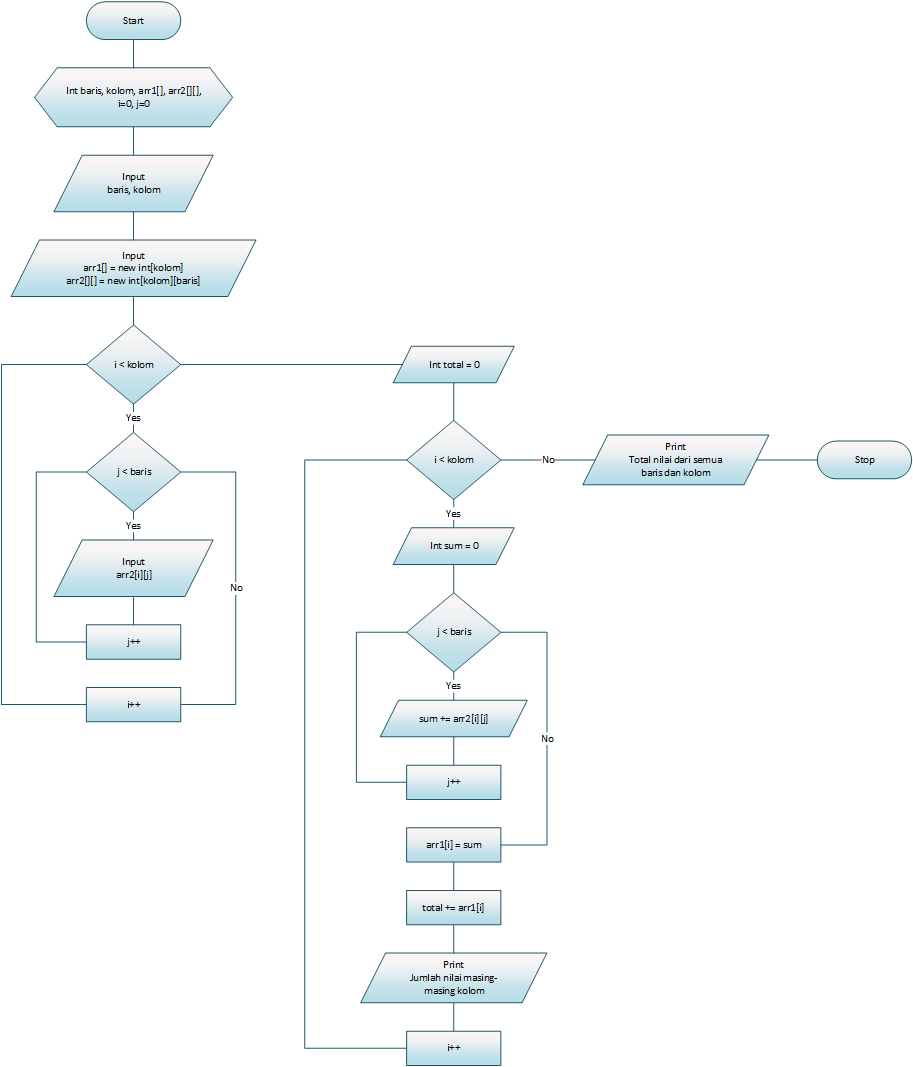 Start
Int baris, kolom, arr1[], arr2[][],
i=0, j=0
Input
baris, kolom
Input
arr1[] = new int[kolom]
arr2[][] = new int[kolom][baris]
i < kolom
Yes
j < baris
Yes
Input
arr2[i][j]
No
j++
i++
Int total = 0
i < kolom
No
Print
Total nilai dari semua
baris dan kolom
Stop
Yes
Int sum = 0
j < baris
Yes
sum += arr2[i][j]
No
j++
arr1[i] = sum
total += arr1[i]
Print
Jumlah nilai masing-
masing kolom
i++